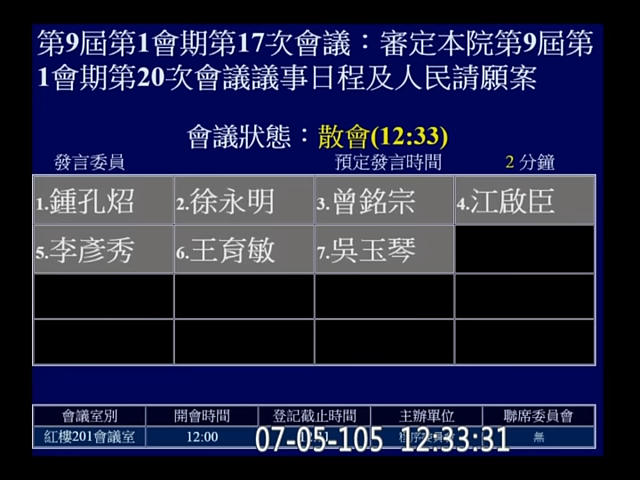 第9屆第1會期第17次會議：審定本院第9屆第
1會期第20次會議議事日程及人民請願案
會議狀態：散會(12:33)
發言委員 預定發言時間 2 分鐘
1.鍾孔炤 2.徐永明 3.曾銘宗 4.江啟臣
5.李彥秀 6.王育敏 7.吳玉琴
會議室別 開會時間 登記截止時間 主辦單位 聯席委員會
紅樓201會議室 12:00 無
07-05-105 12:33:31